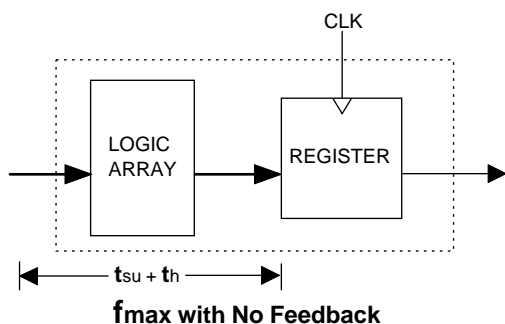 CLK
LOGIC
ARRAY
REGISTER
tsu + th
fmax with No Feedback